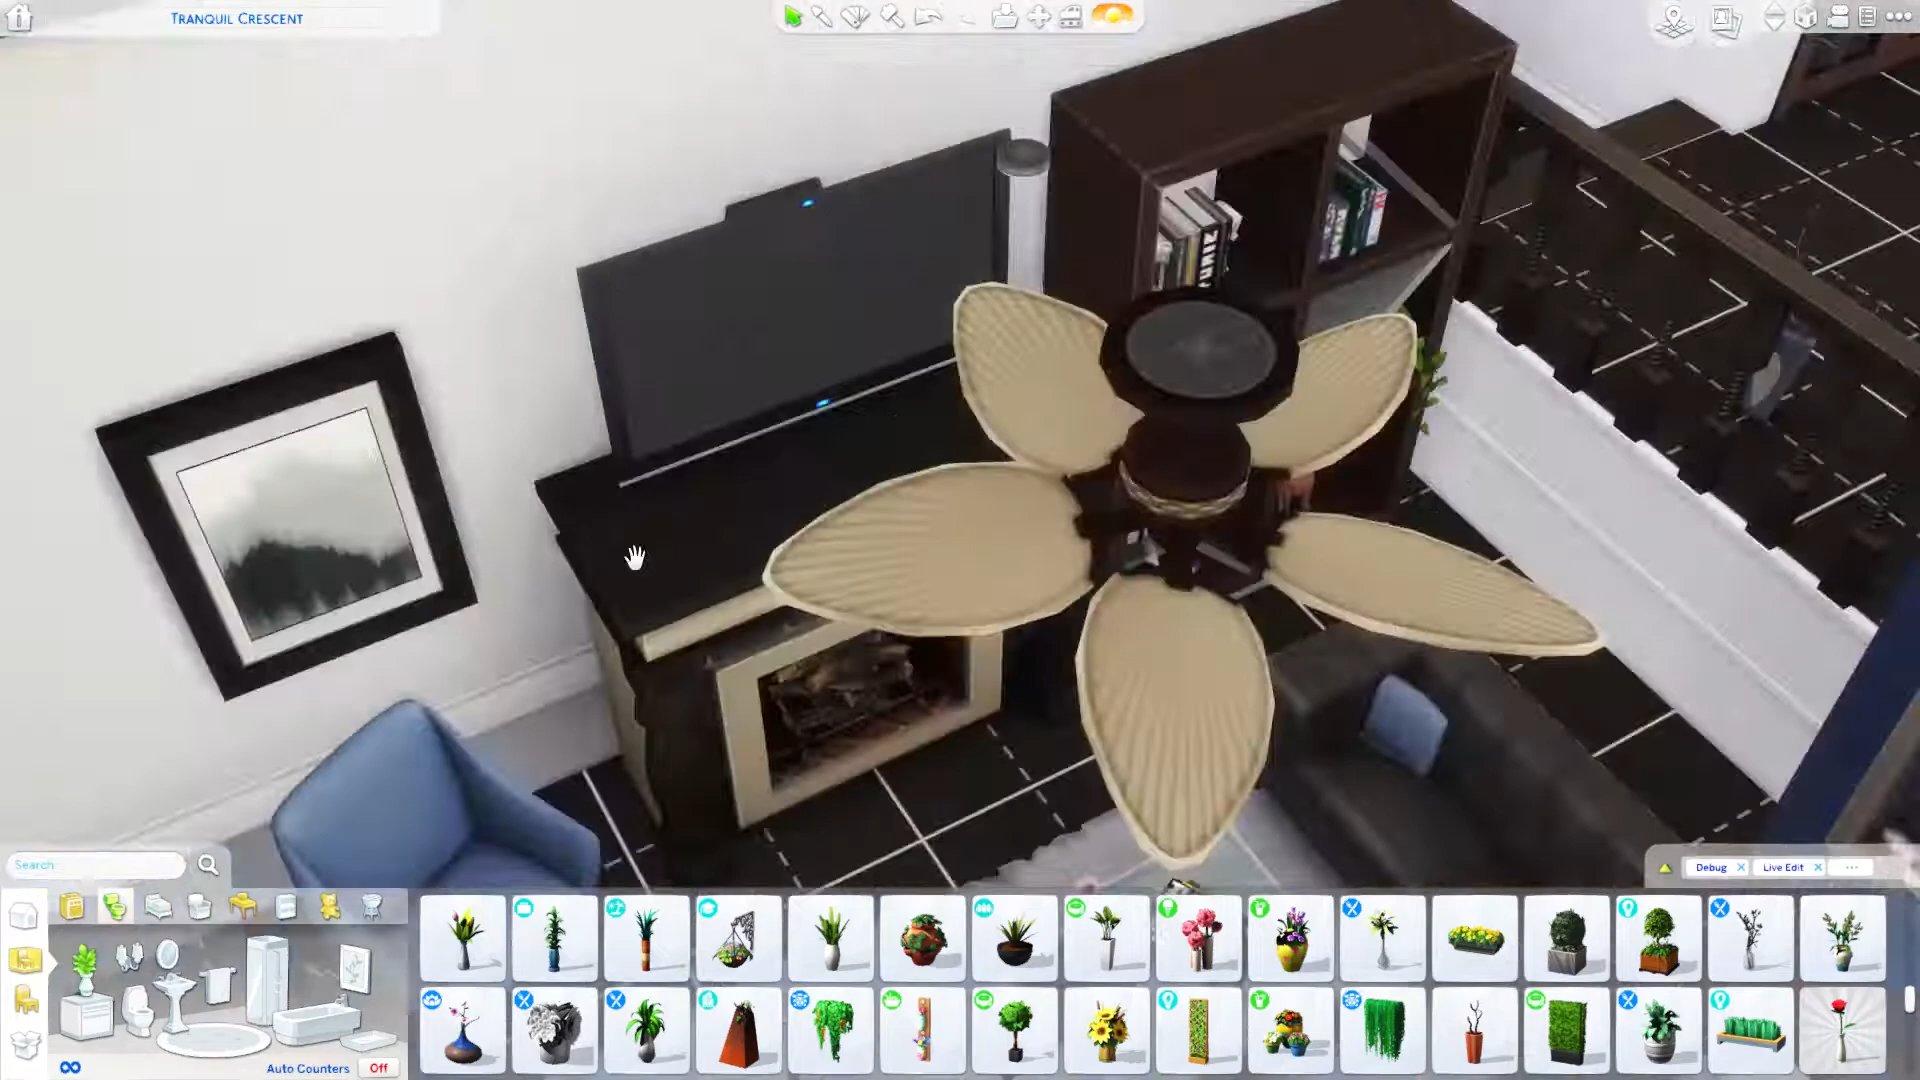 TRANQUIL CRESCENT
Search
Debug
Live Edit
Auto Counters Off